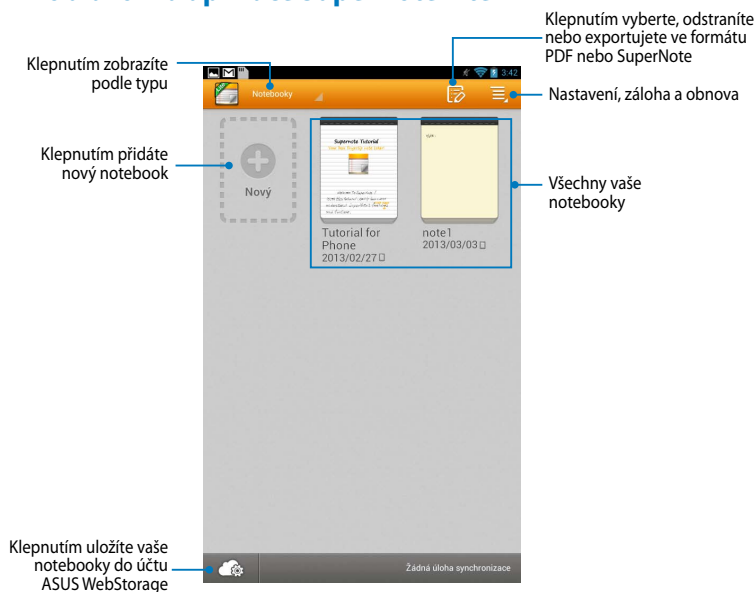 Klepnutím vyberte, odstraníte
nebo exportujete ve formátu
PDF nebo SuperNote
Klepnutím zobrazíte
podle typu
3:42
Notebooky
Nastavení, záloha a obnova
Klepnutím přidáte
nový notebook
Nový
Supernote Tutorial
Všechny vaše
notebooky
Tutorial for
Phone
2013/02/27
note1
2013/03/03
Klepnutím uložíte vaše
notebooky do účtu
ASUS WebStorage
Žádná úloha synchronizace